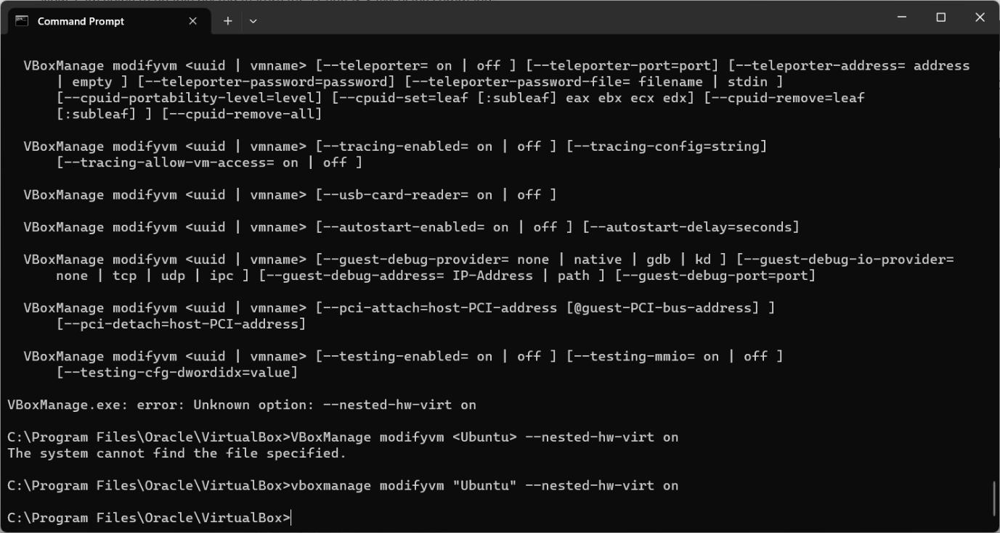 Command Prompt
VBoxManage modifyvm <uuid | vmname> [--teleporter= on | off ] [--teleporter-port=port] [--teleporter-address= address
| empty ] [--teleporter-password=password] [--teleporter-password-file= filename | stdin ]
[--cpuid-portability-level=level] [--cpuid-set=leaf [:subleaf] eax ebx ecx edx] [--cpuid-remove=leaf
[:subleaf] ] [--cpuid-remove-all]
VBoxManage modifyvm <uuid | vmname> [--tracing-enabled= on | off ] [--tracing-config=string]
[--tracing-allow-vm-access= on | off ]
VBoxManage modifyvm <uuid | vmname> [--usb-card-reader= on | off ]
VBoxManage modifyvm <uuid | vmname> [--autostart-enabled= on | off ] [--autostart-delay=seconds]
VBoxManage modifyvm <uuid | vmname> [--guest-debug-provider= none | native | gdb | kd ] [--guest-debug-io-provider=
none | tcp | udp | ipc ] [--guest-debug-address= IP-Address | path ] [--guest-debug-port=port]
VBoxManage modifyvm <uuid | vmname> [--pci-attach=host-PCI-address [@guest-PCI-bus-address] ]
[--pci-detach=host-PCI-address]
VBoxManage modifyvm <uuid | vmname> [--testing-enabled= on | off ] [--testing-mmio= on | off ]
[--testing-cfg-dwordidx=value]
VBoxManage.exe: error: Unknown option: --nested-hw-virt on
C:\Program Files\Oracle\VirtualBox>VBoxManage modifyvm <Ubuntu> --nested-hw-virt on
The system cannot find the file specified.
C:\Program Files\Oracle\VirtualBox>vboxmanage modifyvm "Ubuntu" --nested-hw-virt on
C:\Program Files\Oracle\VirtualBox>